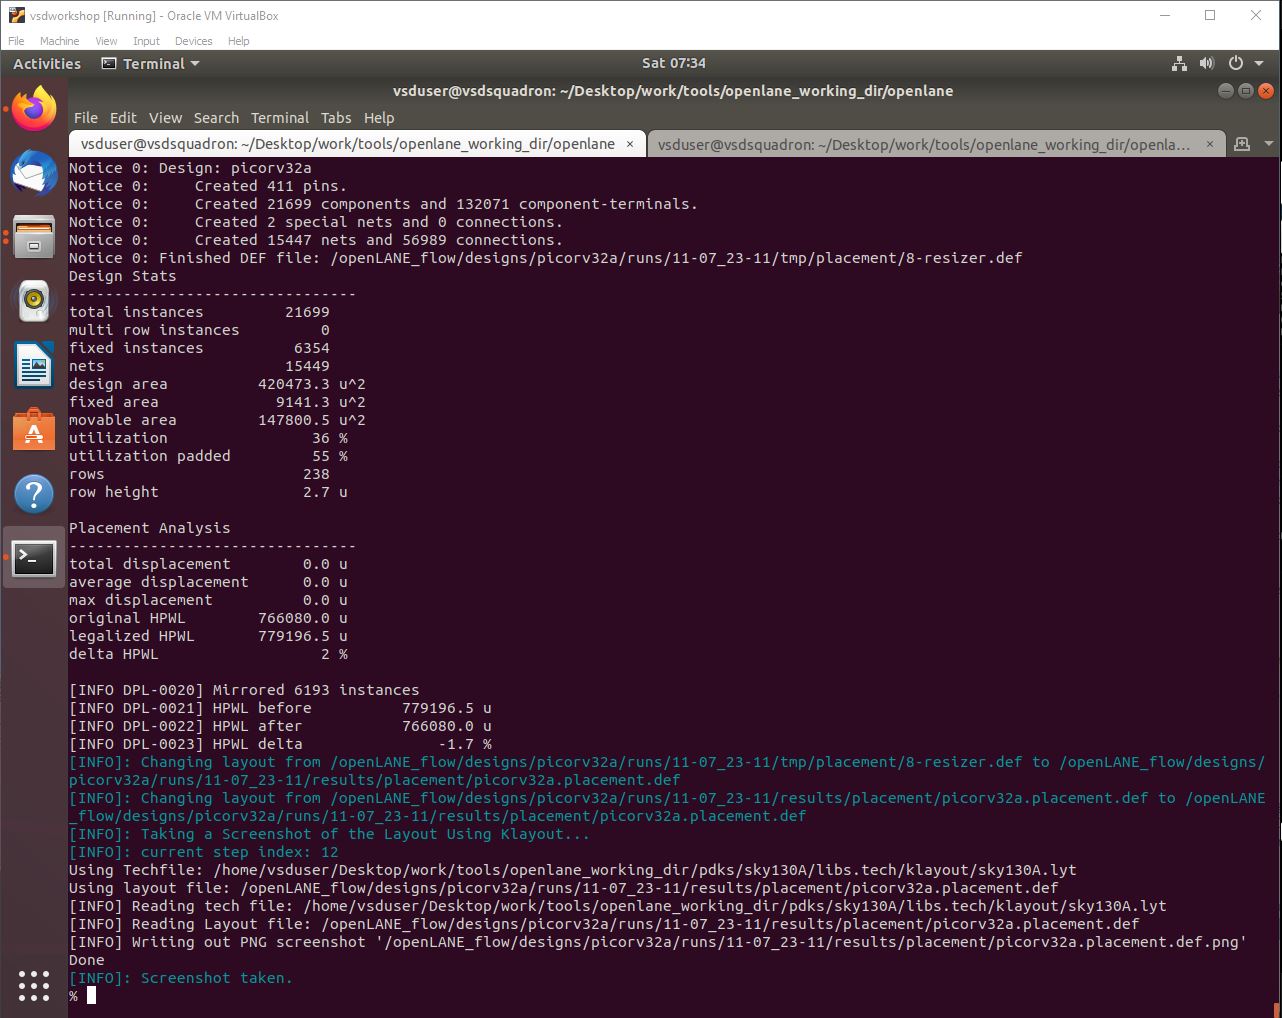 vsdworkshop [Running] - Oracle VM VirtualBox
File Machine View Input Devices Help
Activities Terminal Sat 07:34
vsduser@vsdsquadron: ~/Desktop/work/tools/openlane_working_dir/openlane
File Edit View Search Terminal Tabs Help
vsduser@vsdsquadron: ~/Desktop/work/tools/openlane_working_dir/openlane × vsduser@vsdsquadron: ~/Desktop/work/tools/openlane_working_dir/openla... ×
Notice 0: Design: picorv32a
Notice 0:     Created 411 pins.
Notice 0:     Created 21699 components and 132071 component-terminals.
Notice 0:     Created 2 special nets and 0 connections.
Notice 0:     Created 15447 nets and 56989 connections.
Notice 0: Finished DEF file: /openLANE_flow/designs/picorv32a/runs/11-07_23-11/tmp/placement/8-resizer.def
Design Stats
--------------------------------
total instances         21699
multi row instances         0
fixed instances          6354
nets                    15449
design area          420473.3 u^2
fixed area             9141.3 u^2
movable area         147800.5 u^2
utilization                36 %
utilization padded         55 %
rows                      238
row height                2.7 u

Placement Analysis
--------------------------------
total displacement        0.0 u
average displacement      0.0 u
max displacement          0.0 u
original HPWL        766080.0 u
legalized HPWL       779196.5 u
delta HPWL                  2 %

[INFO DPL-0020] Mirrored 6193 instances
[INFO DPL-0021] HPWL before          779196.5 u
[INFO DPL-0022] HPWL after           766080.0 u
[INFO DPL-0023] HPWL delta               -1.7 %
[INFO]: Changing layout from /openLANE_flow/designs/picorv32a/runs/11-07_23-11/tmp/placement/8-resizer.def to /openLANE_flow/designs/
picorv32a/runs/11-07_23-11/results/placement/picorv32a.placement.def
[INFO]: Changing layout from /openLANE_flow/designs/picorv32a/runs/11-07_23-11/results/placement/picorv32a.placement.def to /openLANE
_flow/designs/picorv32a/runs/11-07_23-11/results/placement/picorv32a.placement.def
[INFO]: Taking a Screenshot of the Layout Using Klayout...
[INFO]: current step index: 12
Using Techfile: /home/vsduser/Desktop/work/tools/openlane_working_dir/pdks/sky130A/libs.tech/klayout/sky130A.lyt
Using layout file: /openLANE_flow/designs/picorv32a/runs/11-07_23-11/results/placement/picorv32a.placement.def
[INFO] Reading tech file: /home/vsduser/Desktop/work/tools/openlane_working_dir/pdks/sky130A/libs.tech/klayout/sky130A.lyt
[INFO] Reading Layout file: /openLANE_flow/designs/picorv32a/runs/11-07_23-11/results/placement/picorv32a.placement.def
[INFO] Writing out PNG screenshot '/openLANE_flow/designs/picorv32a/runs/11-07_23-11/results/placement/picorv32a.placement.def.png'
Done
[INFO]: Screenshot taken.
%